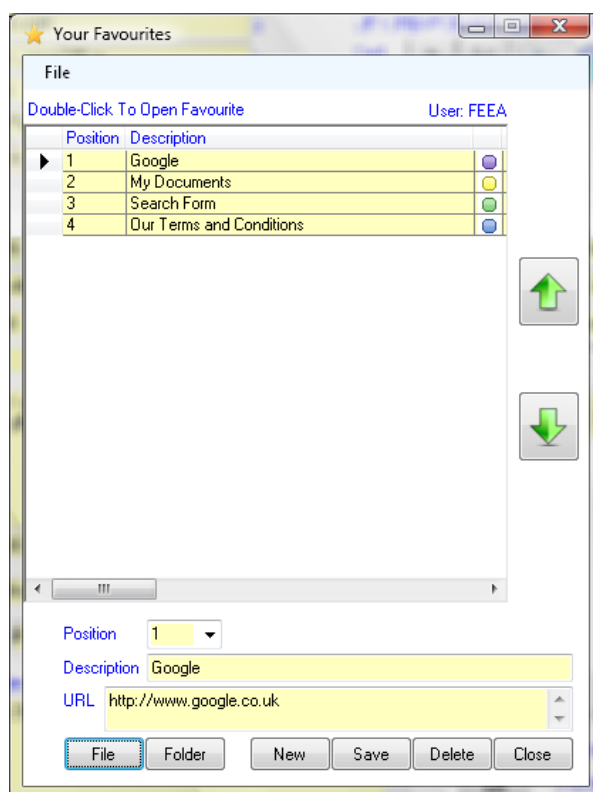 Your Favourites
File
Double-Click To Open Favourite User: FEEA
Position Description
1 Google
2 My Documents
3 Search Form
4 Our Terms and Conditions
Position 1
Description Google
URL http://www.google.co.uk
File Folder New Save Delete Close